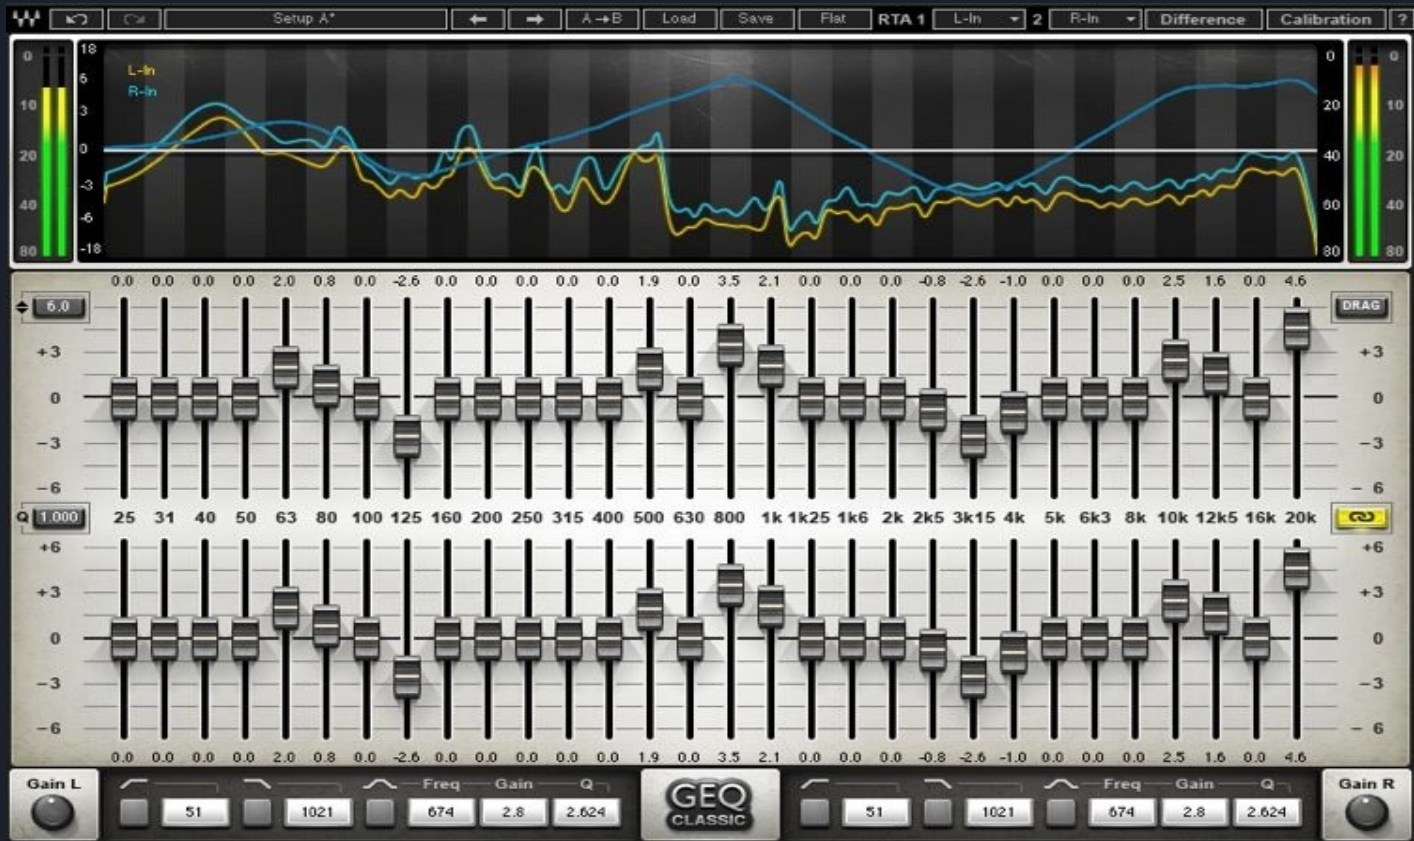 Setup A* A→B Load Save Flat RTA 1 L-In 2 R-In Difference Calibration ?
0 18 0 0
L-In
6
R-In
10 3 20 10
20 0 40 20
-3
40 -6 60 40
80 -18 80 80
0.0 0.0 0.0 0.0 2.0 0.8 0.0 -2.6 0.0 0.0 0.0 0.0 0.0 1.9 0.0 3.5 2.1 0.0 0.0 0.0 -0.8 -2.6 -1.0 0.0 0.0 0.0 2.5 1.6 0.0 4.6
6.0 DRAG
+3 +3
0 0
-3 -3
-6 -6
Q 1.000 25 31 40 50 63 80 100 125 160 200 250 315 400 500 630 800 1k 1k25 1k6 2k 2k5 3k15 4k 5k 6k3 8k 10k 12k5 16k 20k
+6 +6
+3 +3
0 0
-3 -3
-6 -6
0.0 0.0 0.0 0.0 2.0 0.8 0.0 -2.6 0.0 0.0 0.0 0.0 0.0 1.9 0.0 3.5 2.1 0.0 0.0 0.0 -0.8 -2.6 -1.0 0.0 0.0 0.0 2.5 1.6 0.0 4.6
Gain L Freq Gain Q GEQ Freq Gain Q Gain R
51 1021 674 2.8 2.624 CLASSIC 51 1021 674 2.8 2.624